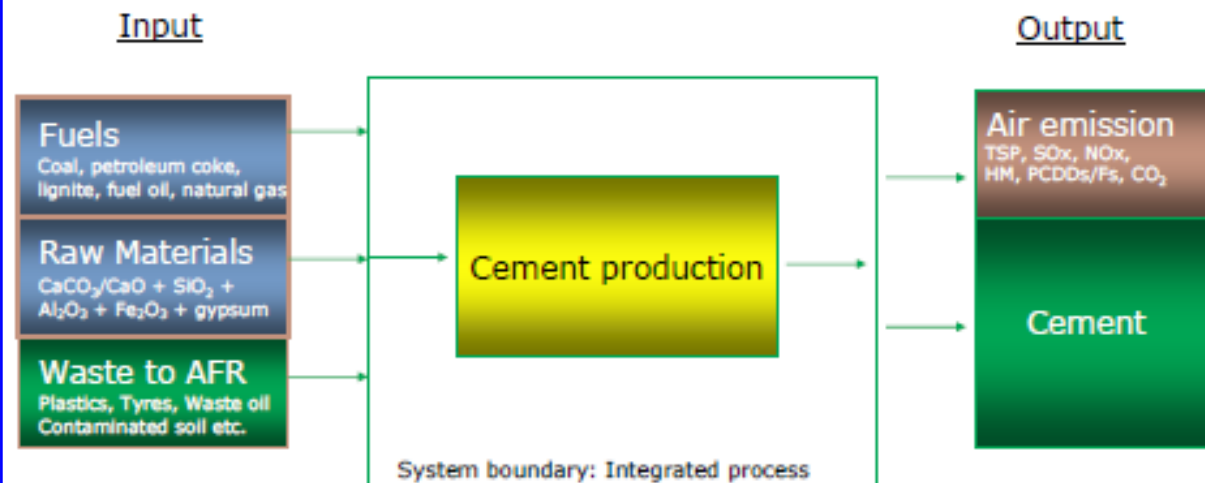 Input
Output
Fuels
Coal, petroleum coke,
lignite, fuel oil, natural gas
Raw Materials
CaCO₃/CaO + SiO₂ +
Al₂O₃ + Fe₂O₃ + gypsum
Waste to AFR
Plastics, Tyres, Waste oil
Contaminated soil etc.
Cement production
System boundary: Integrated process
Air emission
TSP, SOx, NOx,
HM, PCDDs/Fs, CO₂
Cement